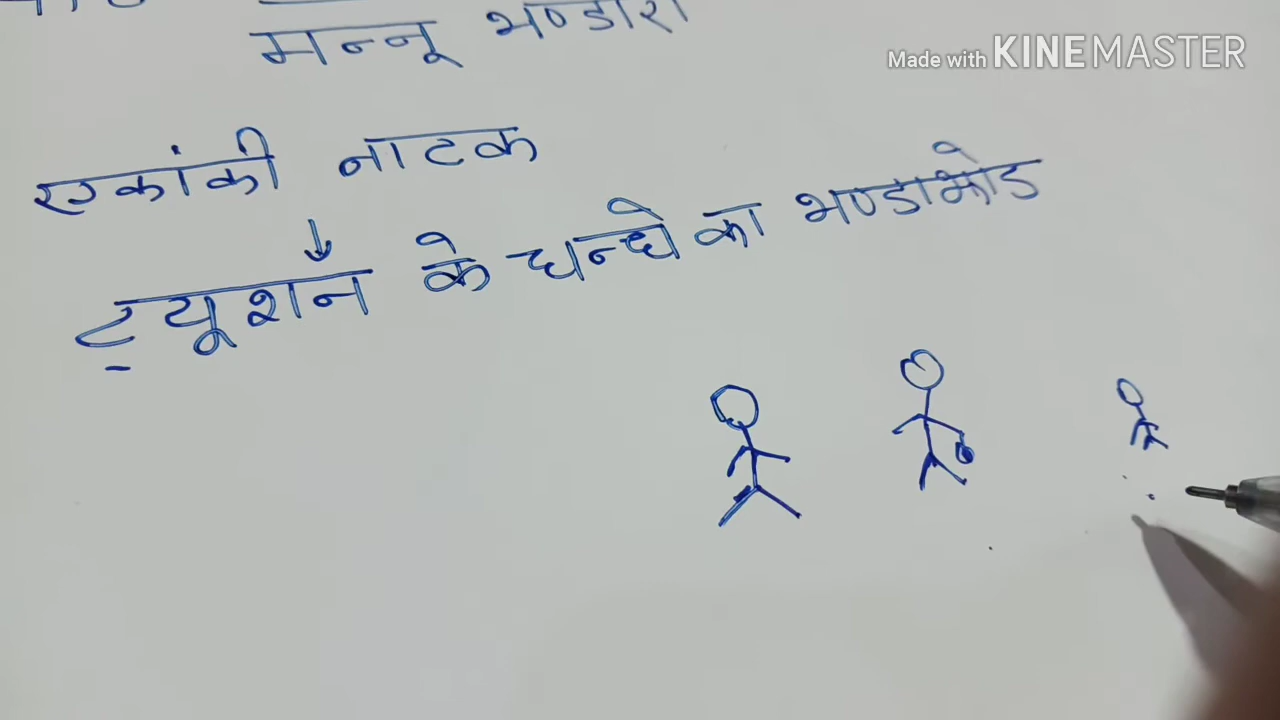 Made with KINEMASTER
मन्नू भण्डारी
एकांकी नाटक
ट्यूशन के धन्धे का भण्डाफोड